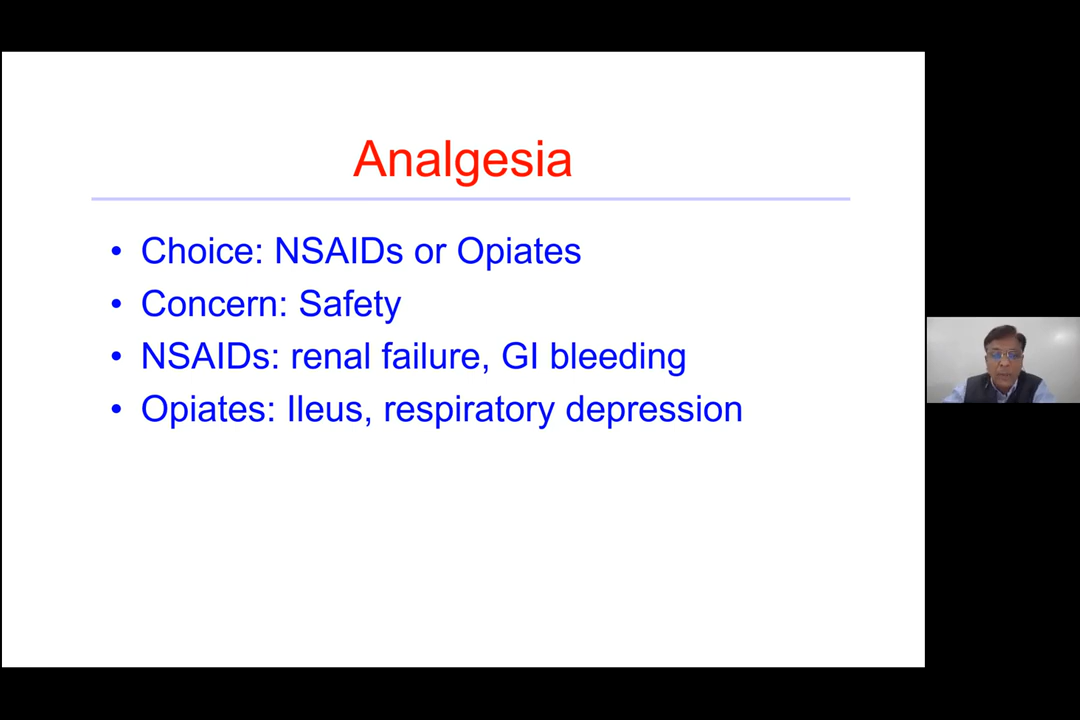 Analgesia
• Choice: NSAIDs or Opiates
• Concern: Safety
• NSAIDs: renal failure, GI bleeding
• Opiates: Ileus, respiratory depression